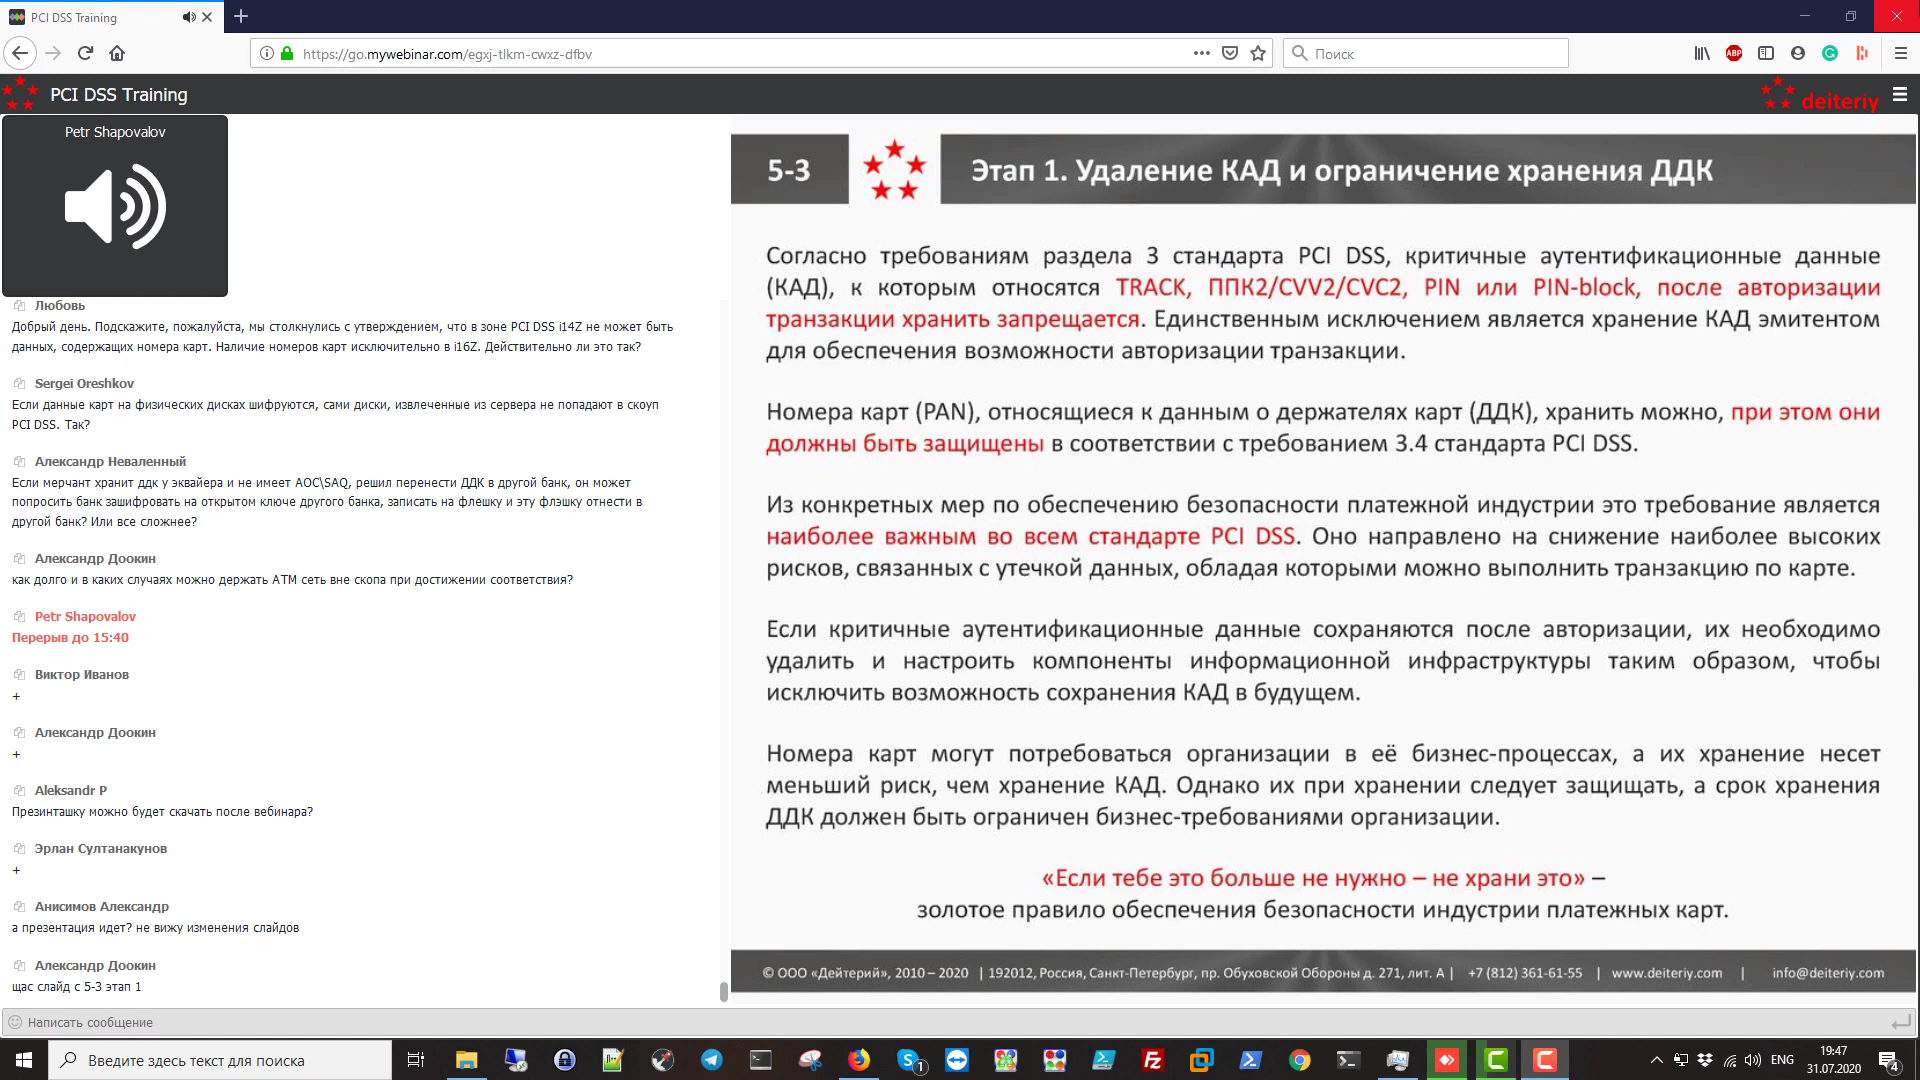 PCI DSS Training
https://go.mywebinar.com/egxj-tlkm-cwxz-dfbv
Поиск
ABP
PCI DSS Training
deiteriy
Petr Shapovalov
Любовь
Добрый день. Подскажите, пожалуйста, мы столкнулись с утверждением, что в зоне PCI DSS i14Z не может быть
данных, содержащих номера карт. Наличие номеров карт исключительно в i16Z. Действительно ли это так?
Sergei Oreshkov
Если данные карт на физических дисках шифруются, сами диски, извлеченные из сервера не попадают в скоуп
PCI DSS. Так?
Александр Неваленный
Если мерчант хранит ддк у эквайера и не имеет AOC\SAQ, решил перенести ДДК в другой банк, он может
попросить банк зашифровать на открытом ключе другого банка, записать на флешку и эту флэшку отнести в
другой банк? Или все сложнее?
Александр Доокин
как долго и в каких случаях можно держать АТМ сеть вне скопа при достижении соответствия?
Petr Shapovalov
Перерыв до 15:40
Виктор Иванов
+
Александр Доокин
+
Aleksandr P
Презинташку можно будет скачать после вебинара?
Эрлан Султанакунов
+
Анисимов Александр
а презентация идет? не вижу изменения слайдов
Александр Доокин
щас слайд с 5-3 этап 1
Написать сообщение
5-3
Этап 1. Удаление КАД и ограничение хранения ДДК
Согласно требованиям раздела 3 стандарта PCI DSS, критичные аутентификационные данные
(КАД), к которым относятся TRACK, ППК2/CVV2/CVC2, PIN или PIN-block, после авторизации
транзакции хранить запрещается. Единственным исключением является хранение КАД эмитентом
для обеспечения возможности авторизации транзакции.
Номера карт (PAN), относящиеся к данным о держателях карт (ДДК), хранить можно, при этом они
должны быть защищены в соответствии с требованием 3.4 стандарта PCI DSS.
Из конкретных мер по обеспечению безопасности платежной индустрии это требование является
наиболее важным во всем стандарте PCI DSS. Оно направлено на снижение наиболее высоких
рисков, связанных с утечкой данных, обладая которыми можно выполнить транзакцию по карте.
Если критичные аутентификационные данные сохраняются после авторизации, их необходимо
удалить и настроить компоненты информационной инфраструктуры таким образом, чтобы
исключить возможность сохранения КАД в будущем.
Номера карт могут потребоваться организации в её бизнес-процессах, а их хранение несет
меньший риск, чем хранение КАД. Однако их при хранении следует защищать, а срок хранения
ДДК должен быть ограничен бизнес-требованиями организации.
«Если тебе это больше не нужно – не храни это» –
золотое правило обеспечения безопасности индустрии платежных карт.
© ООО «Дейтерий», 2010 – 2020 | 192012, Россия, Санкт-Петербург, пр. Обуховской Обороны д. 271, лит. А | +7 (812) 361-61-55 | www.deiteriy.com | info@deiteriy.com
Введите здесь текст для поиска
1
ENG
19:47
31.07.2020
4